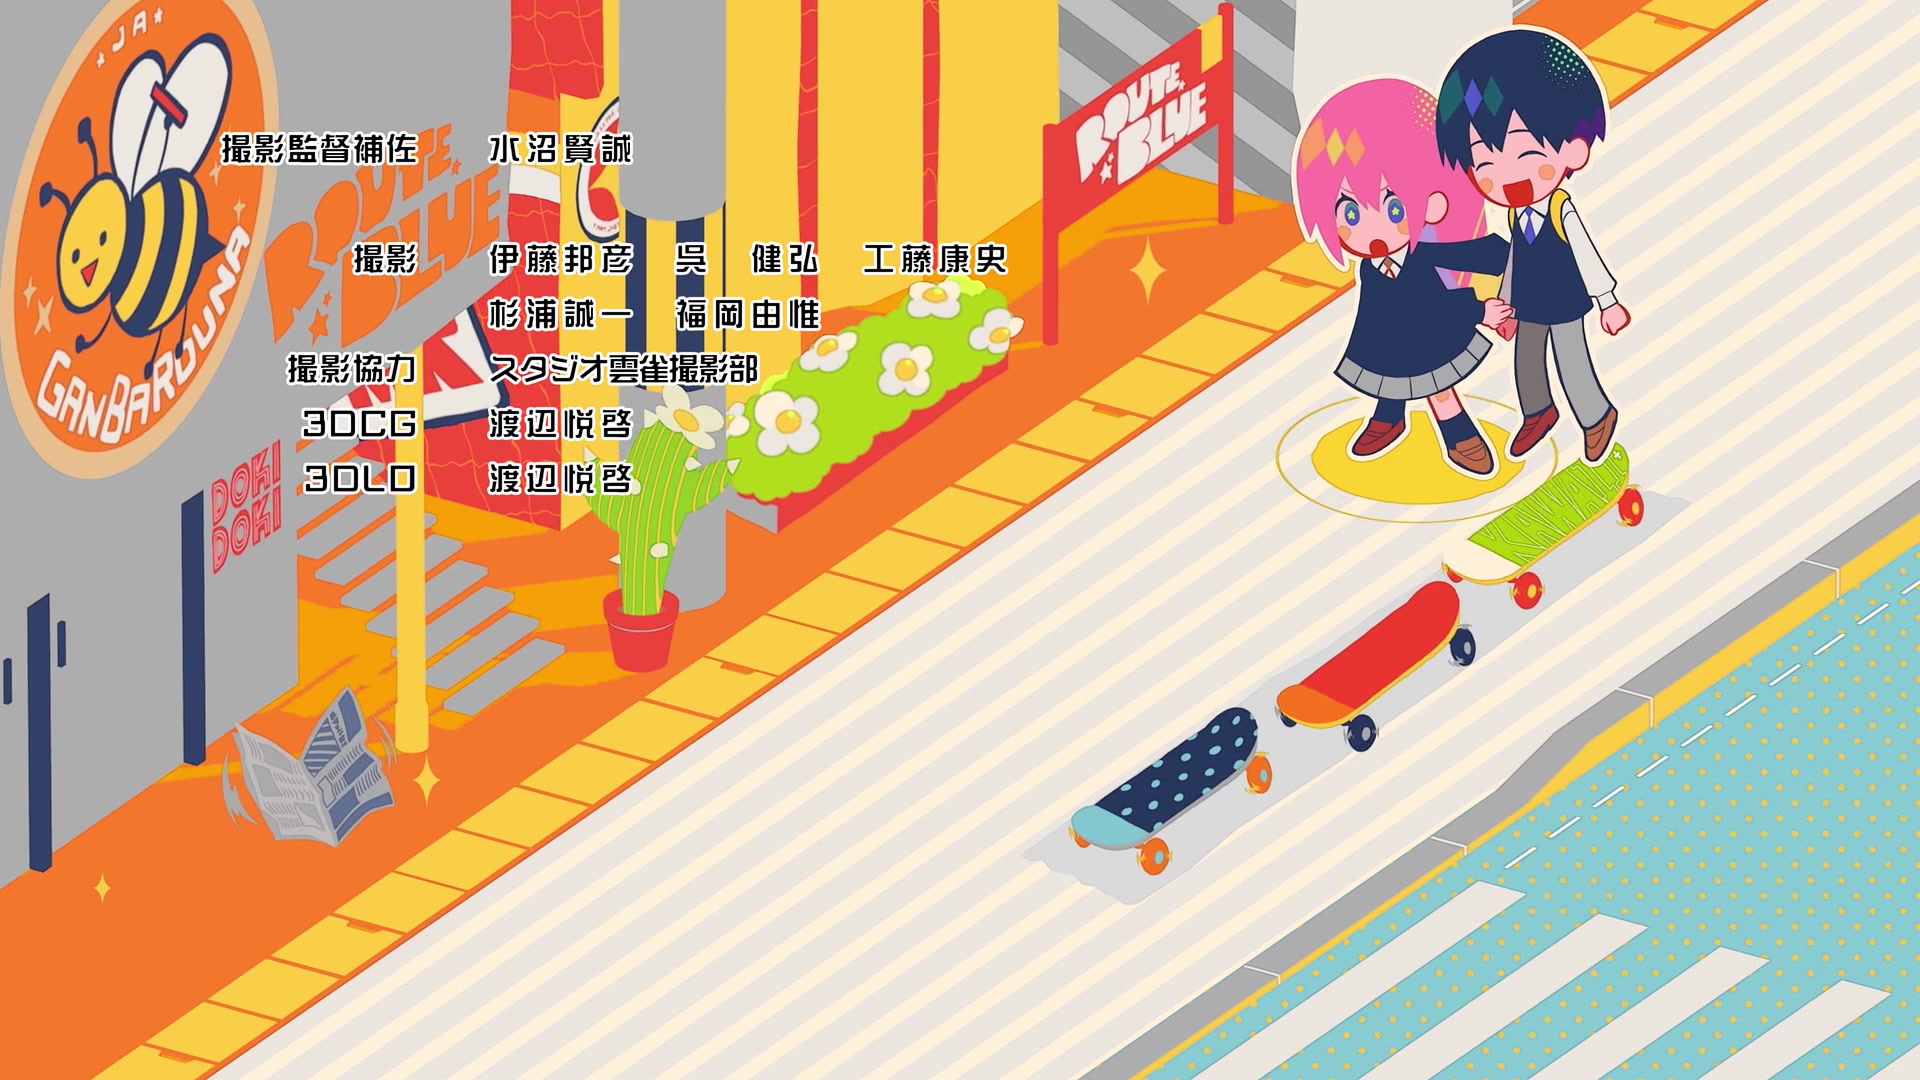 JA
GANBAROUNA
ROUTE
BLUE
ROUTE
BLUE
撮影監督補佐 水沼賢誠
撮影 伊藤邦彦 呉 健弘 工藤康史
杉浦誠一 福岡由惟
撮影協力 スタジオ雲雀撮影部
3DCG 渡辺悦啓
3DLO 渡辺悦啓
DOKI
DOKI
KAWAII